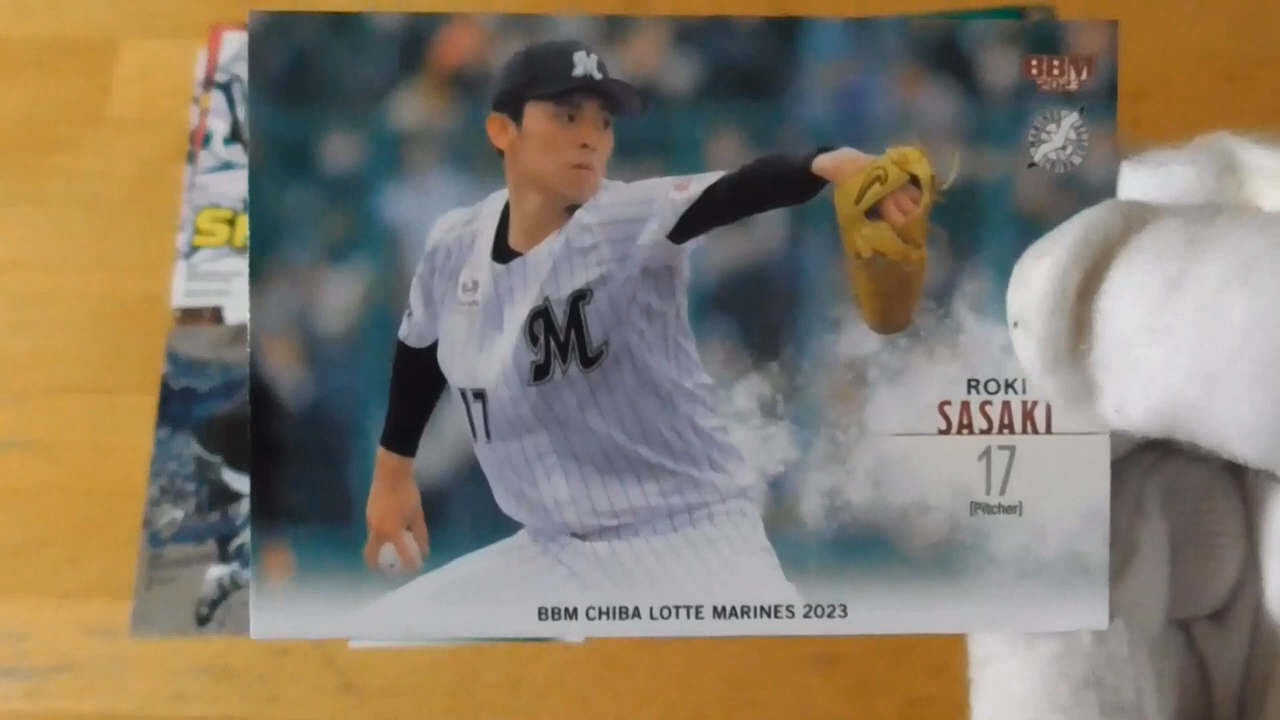 M
BBM
2023
M
17
ROKI
SASAKI
17
[Pitcher]
BBM CHIBA LOTTE MARINES 2023